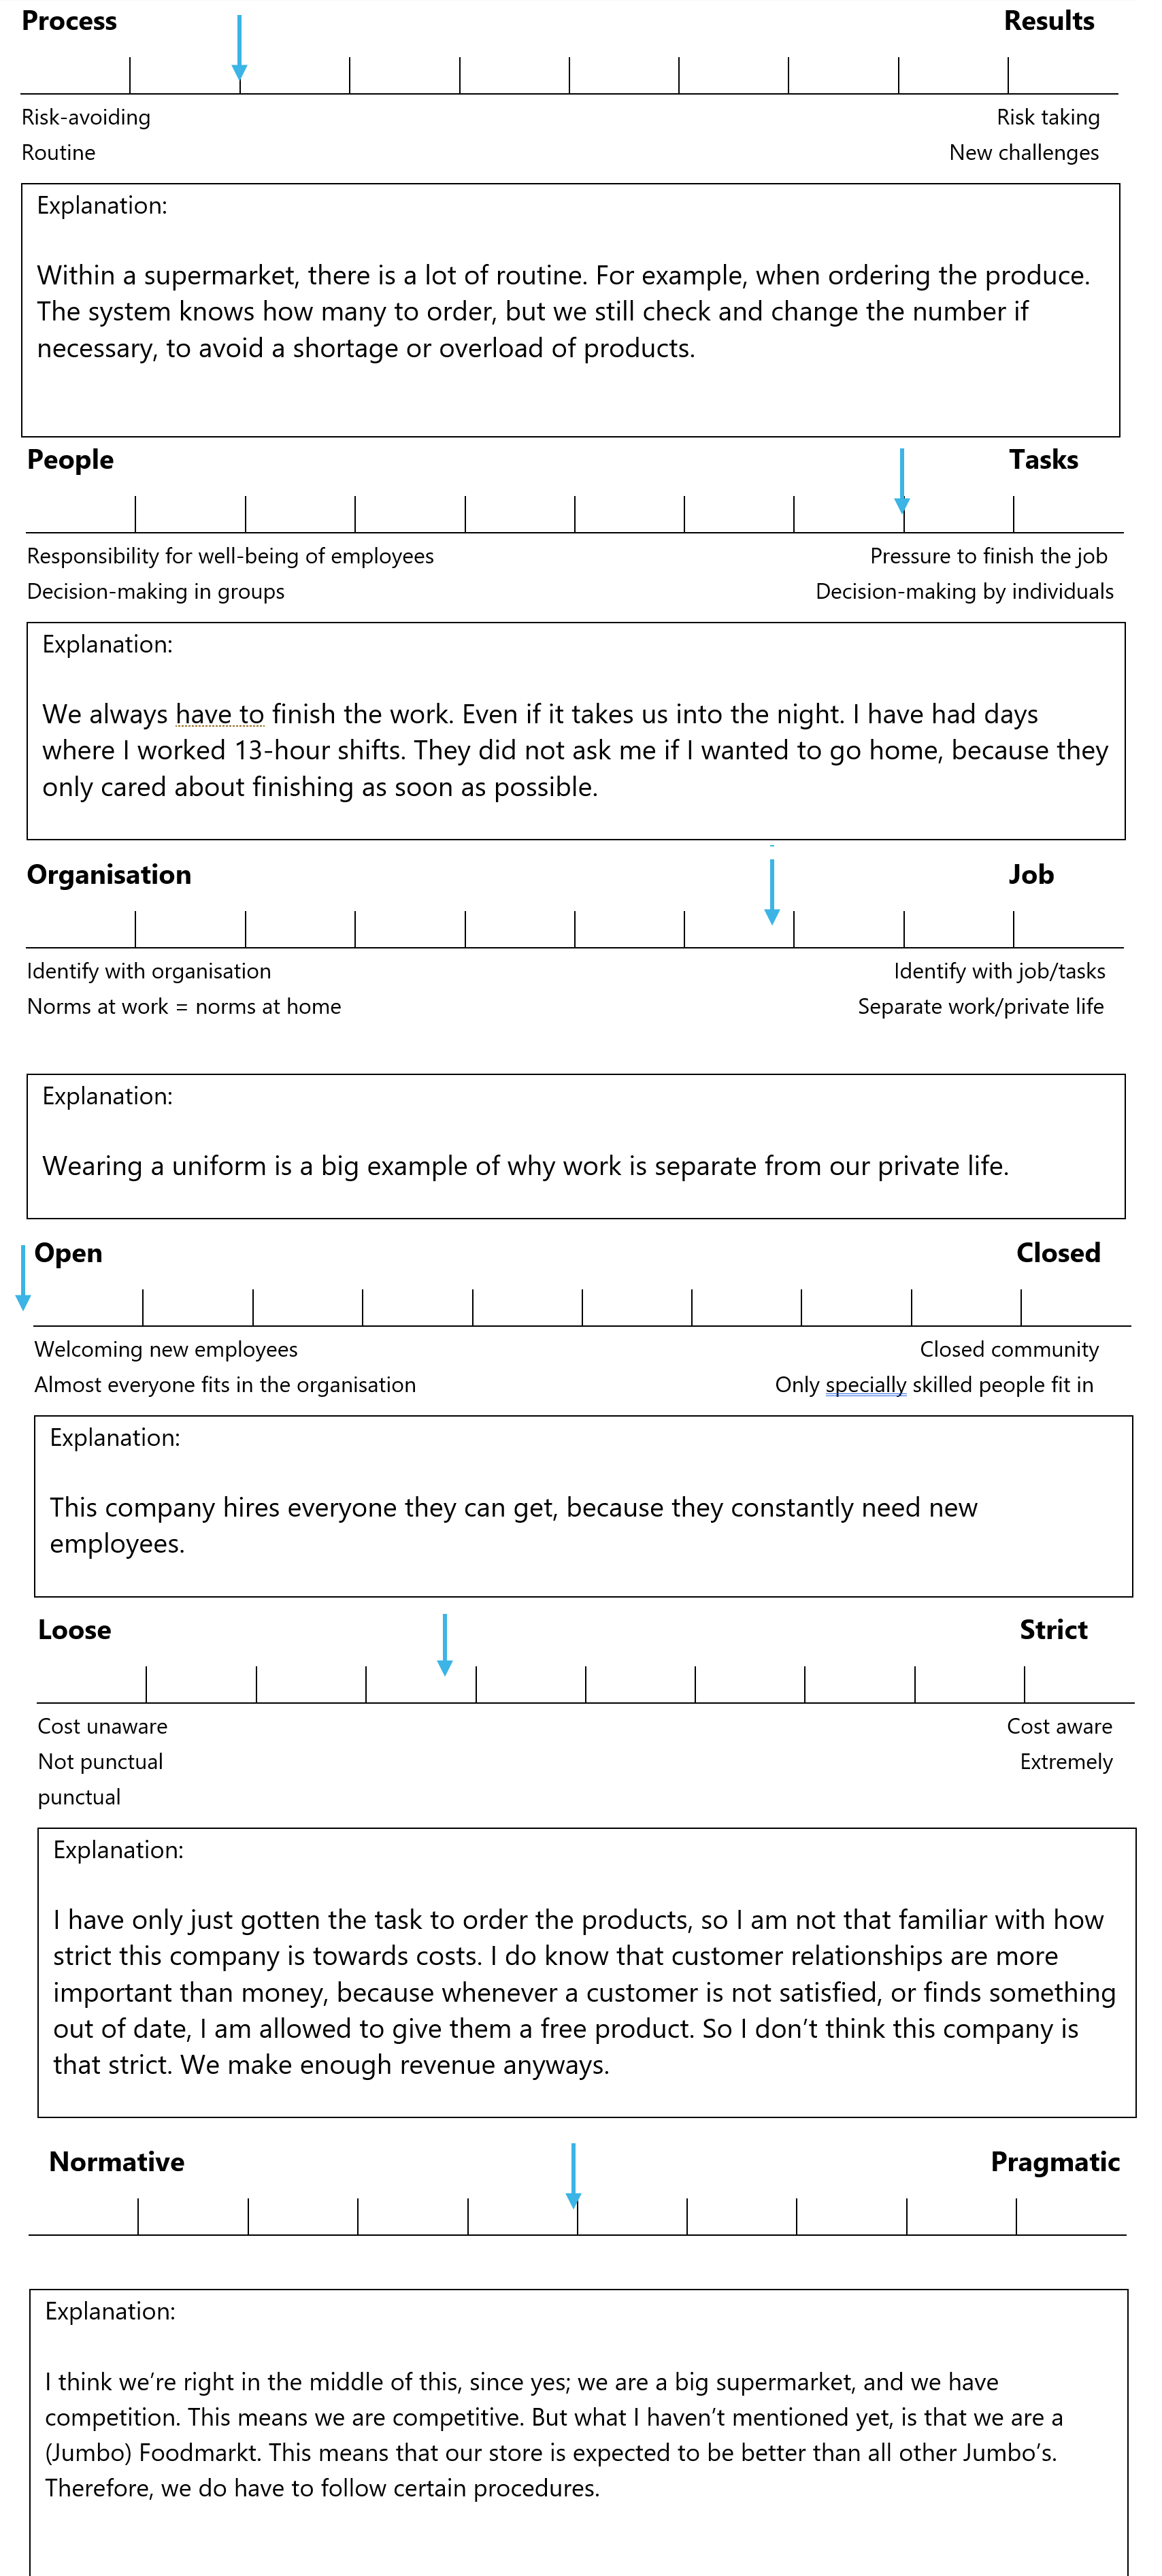 Process Results
Risk-avoiding Risk taking
Routine New challenges
Explanation:
Within a supermarket, there is a lot of routine. For example, when ordering the produce.
The system knows how many to order, but we still check and change the number if
necessary, to avoid a shortage or overload of products.
People Tasks
Responsibility for well-being of employees Pressure to finish the job
Decision-making in groups Decision-making by individuals
Explanation:
We always have to finish the work. Even if it takes us into the night. I have had days
where I worked 13-hour shifts. They did not ask me if I wanted to go home, because they
only cared about finishing as soon as possible.
Organisation Job
Identify with organisation Identify with job/tasks
Norms at work = norms at home Separate work/private life
Explanation:
Wearing a uniform is a big example of why work is separate from our private life.
Open Closed
Welcoming new employees Closed community
Almost everyone fits in the organisation Only specially skilled people fit in
Explanation:
This company hires everyone they can get, because they constantly need new
employees.
Loose Strict
Cost unaware Cost aware
Not punctual Extremely
punctual
Explanation:
I have only just gotten the task to order the products, so I am not that familiar with how
strict this company is towards costs. I do know that customer relationships are more
important than money, because whenever a customer is not satisfied, or finds something
out of date, I am allowed to give them a free product. So I don’t think this company is
that strict. We make enough revenue anyways.
Normative Pragmatic
Explanation:
I think we’re right in the middle of this, since yes; we are a big supermarket, and we have
competition. This means we are competitive. But what I haven’t mentioned yet, is that we are a
(Jumbo) Foodmarkt. This means that our store is expected to be better than all other Jumbo’s.
Therefore, we do have to follow certain procedures.